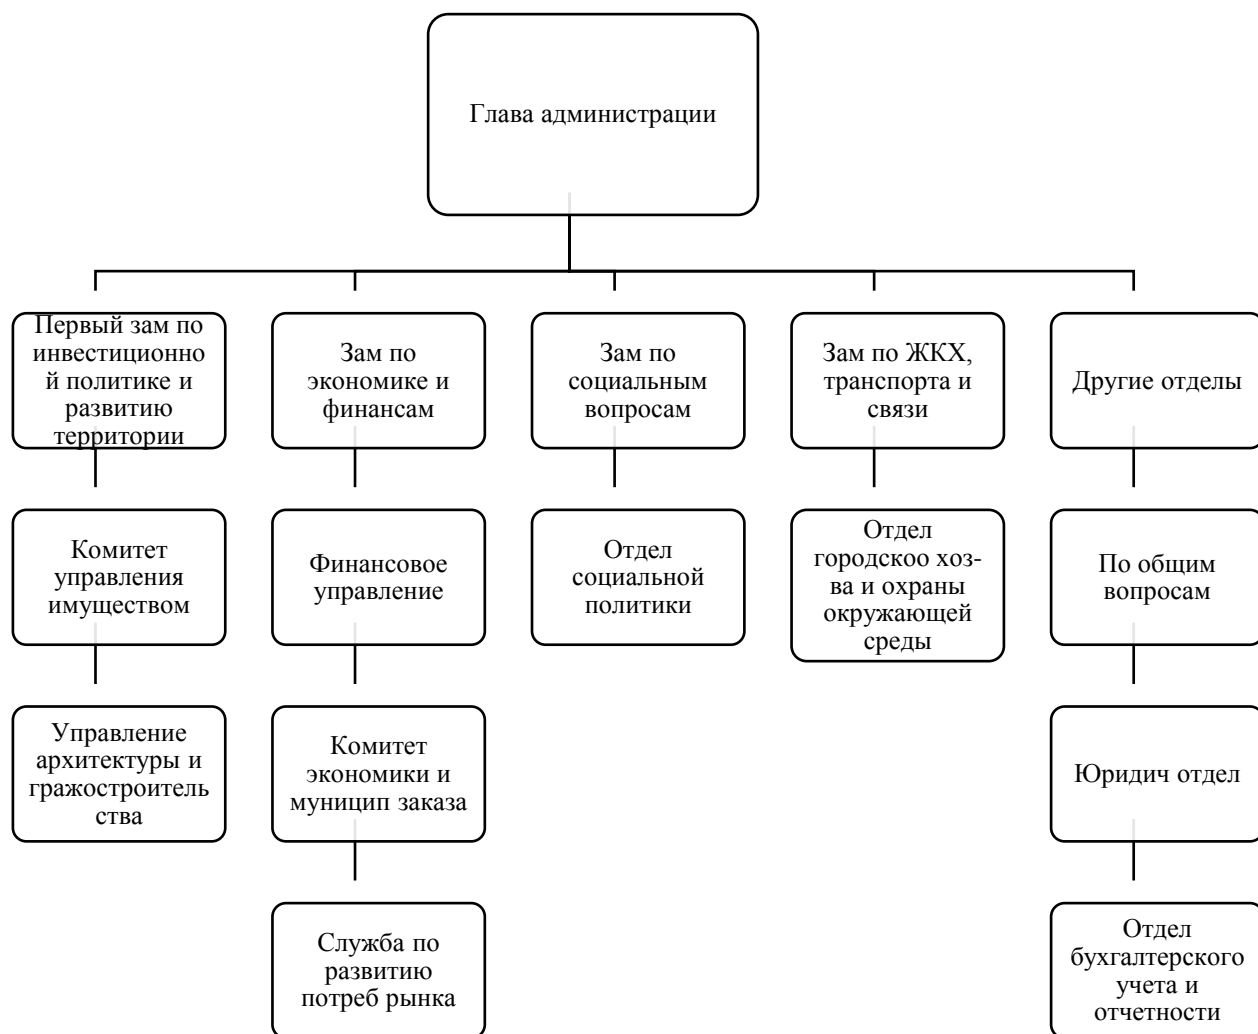 Глава администрации
Первый зам по
инвестиционно
й политике и
развитию
территории
Зам по
экономике и
финансам
Зам по
социальным
вопросам
Зам по ЖКХ,
транспорта и
связи
Другие отделы
Комитет
управления
имуществом
Финансовое
управление
Отдел
социальной
политики
Отдел
городскоо хоз-
ва и охраны
окружающей
среды
По общим
вопросам
Управление
архитектуры и
гражостроитель
ства
Комитет
экономики и
муницип заказа
Юридич отдел
Служба по
развитию
потреб рынка
Отдел
бухгалтерского
учета и
отчетности